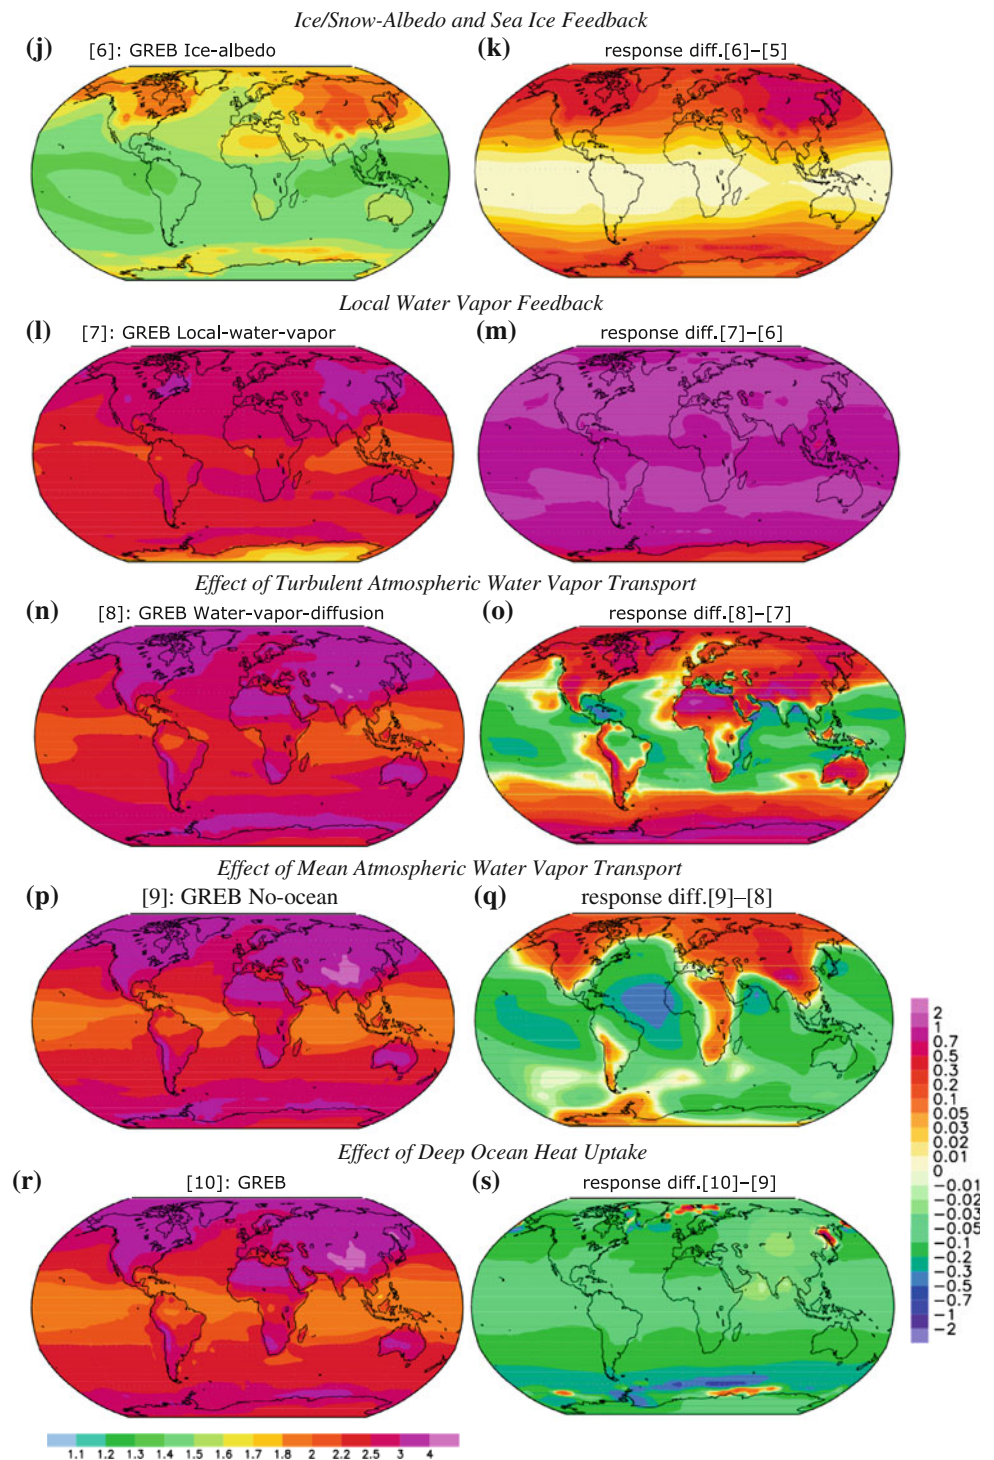 Ice/Snow-Albedo and Sea Ice Feedback
(j) [6]: GREB Ice-albedo
(k) response diff.[6]–[5]
Local Water Vapor Feedback
(l) [7]: GREB Local-water-vapor
(m) response diff.[7]–[6]
Effect of Turbulent Atmospheric Water Vapor Transport
(n) [8]: GREB Water-vapor-diffusion
(o) response diff.[8]–[7]
Effect of Mean Atmospheric Water Vapor Transport
(p) [9]: GREB No-ocean
(q) response diff.[9]–[8]
Effect of Deep Ocean Heat Uptake
(r) [10]: GREB
(s) response diff.[10]–[9]
2
1
0.7
0.5
0.3
0.2
0.1
0.05
0.03
0.01
0
−0.01
−0.02
−0.05
−0.1
−0.3
−0.5
−0.7
−1
−2
1.1 1.2 1.3 1.4 1.5 1.6 1.7 1.8 2 2.2 2.5 3 4